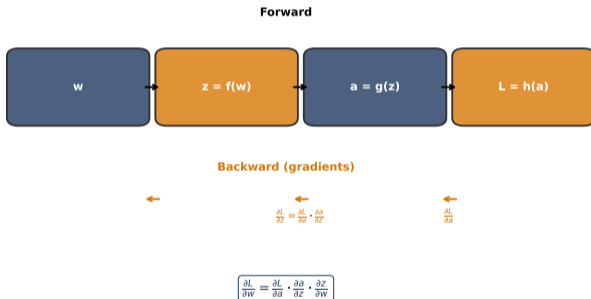 Forward
w z = f(w) a = g(z) L = h(a)
Backward (gradients)
∂L/∂z = ∂L/∂a · ∂a/∂z ∂L/∂a
∂L/∂w = ∂L/∂a · ∂a/∂z · ∂z/∂w